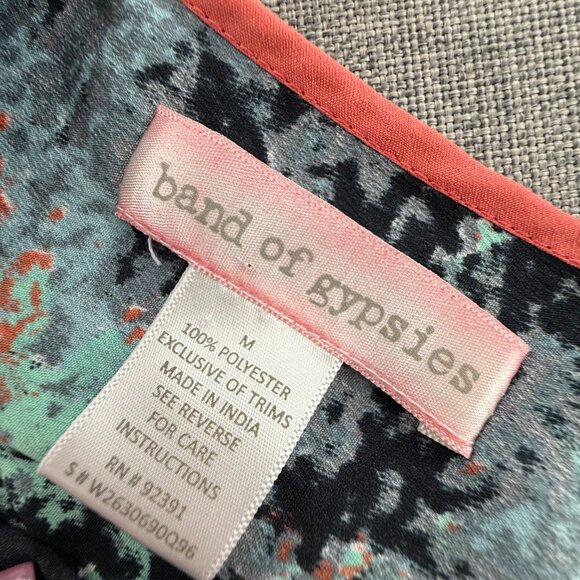 band of gypsies
M
100% POLYESTER
EXCLUSIVE OF TRIMS
MADE IN INDIA
SEE REVERSE
FOR CARE
INSTRUCTIONS
RN # 92391
S # W2630690Q96